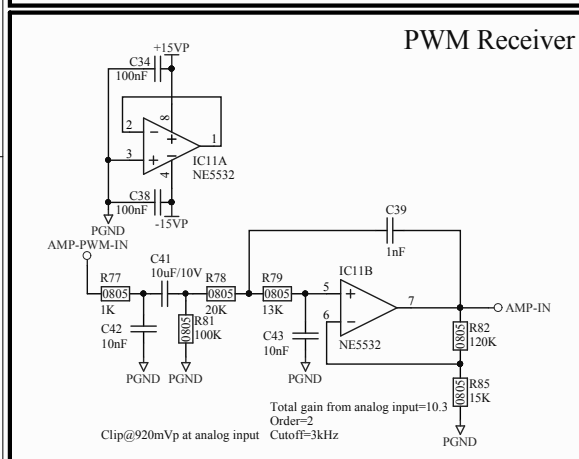 PWM Receiver
+15VP
C34
100nF
8
2
1
3
IC11A
NE5532
4
C38
100nF
-15VP
PGND
AMP-PWM-IN
C39
1nF
C41
10uF/10V
IC11B
R77
0805
1K
R78
0805
20K
R79
0805
13K
5
7
AMP-IN
6
NE5532
C42
10nF
R81
0805
100K
C43
10nF
R82
0805
120K
PGND
PGND
PGND
R85
0805
15K
PGND
Total gain from analog input=10.3
Order=2
Clip@920mVp at analog input
Cutoff=3kHz